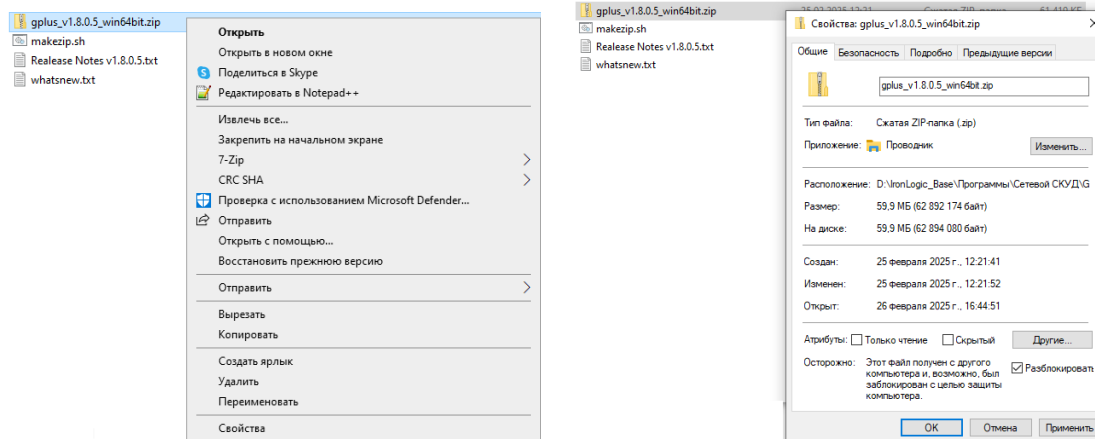 gplus_v1.8.0.5_win64bit.zip
makezip.sh
Realease Notes v1.8.0.5.txt
whatsnew.txt
Открыть
Открыть в новом окне
Поделиться в Skype
Редактировать в Notepad++
Извлечь все...
Закрепить на начальном экране
7-Zip
CRC SHA
Проверка с использованием Microsoft Defender...
Отправить
Открыть с помощью...
Восстановить прежнюю версию
Отправить
Вырезать
Копировать
Создать ярлык
Удалить
Переименовать
Свойства
gplus_v1.8.0.5_win64bit.zip
makezip.sh
Realease Notes v1.8.0.5.txt
whatsnew.txt
Свойства: gplus_v1.8.0.5_win64bit.zip
Общие Безопасность Подробно Предыдущие версии
gplus_v1.8.0.5_win64bit.zip
Тип файла: Сжатая ZIP-папка (.zip)
Приложение: Проводник Изменить...
Расположение: D:\IronLogic_Base\Программы\Сетевой СКУД\G
Размер: 59,9 МБ (62 892 174 байт)
На диске: 59,9 МБ (62 894 080 байт)
Создан: 25 февраля 2025 г., 12:21:41
Изменен: 25 февраля 2025 г., 12:21:52
Открыт: 26 февраля 2025 г., 16:44:51
Атрибуты: Только чтение Скрытый Другие...
Осторожно: Этот файл получен с другого
компьютера и, возможно, был
заблокирован с целью защиты
компьютера.
Разблокировать
OK Отмена Применить